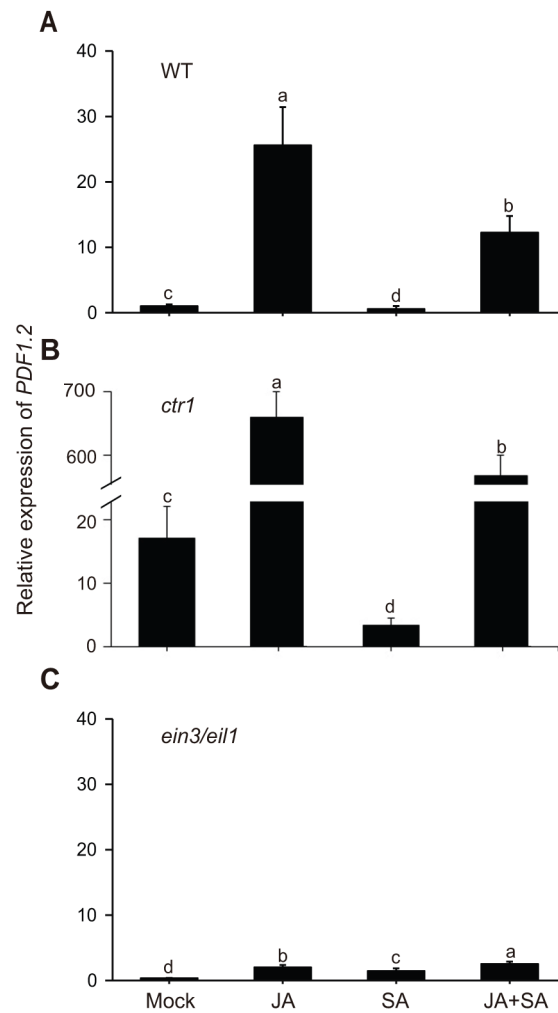 A
40
WT
a
30
20
b
10
c
d
0
Relative expression of PDF1.2
B
700
ctr1
a
600
b
c
20
10
d
0
C
40
ein3/eil1
30
20
10
d
b
c
a
0
Mock JA SA JA+SA